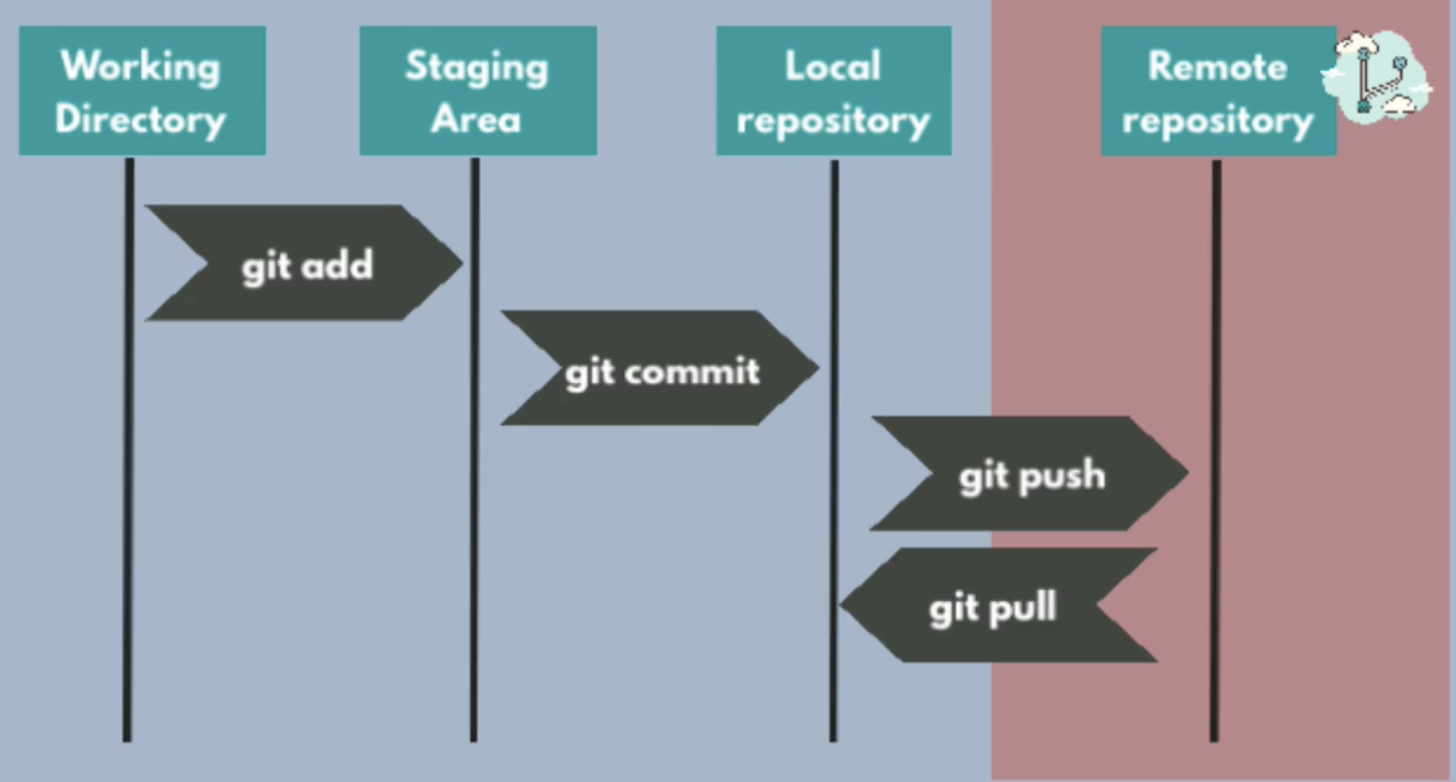 Working
Directory
Staging
Area
Local
repository
Remote
repository
git add
git commit
git push
git pull